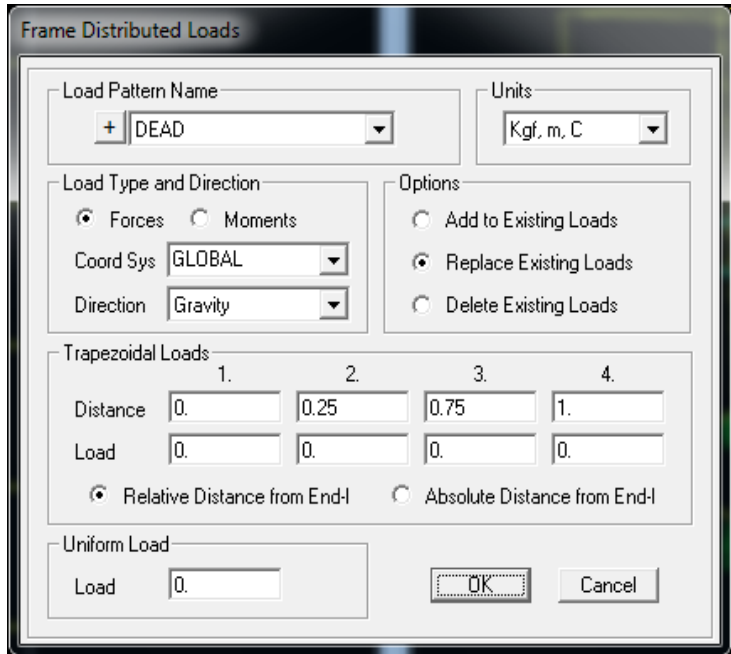 Frame Distributed Loads
Load Pattern Name
+ DEAD
Units
Kgf, m, C
Load Type and Direction
Forces Moments
Coord Sys GLOBAL
Direction Gravity
Options
Add to Existing Loads
Replace Existing Loads
Delete Existing Loads
Trapezoidal Loads
1. 2. 3. 4.
Distance 0. 0.25 0.75 1.
Load 0. 0. 0. 0.
Relative Distance from End-I Absolute Distance from End-I
Uniform Load
Load 0.
OK Cancel